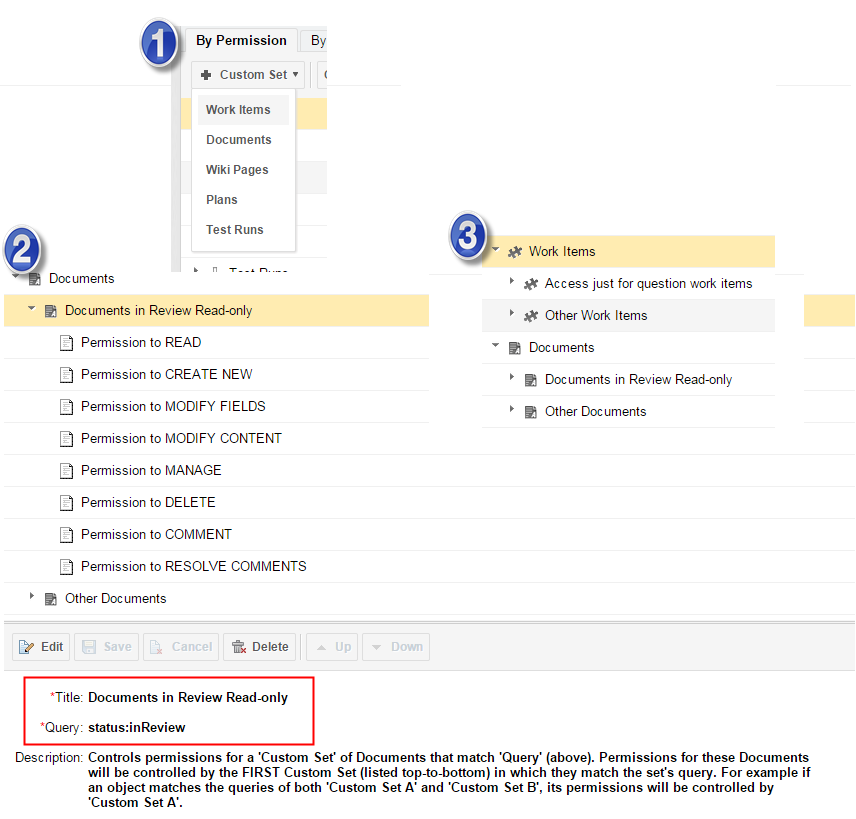 1
By Permission
By
Custom Set
Work Items
Documents
Wiki Pages
Plans
Test Runs
Test Runs
2
Documents
Documents in Review Read-only
Permission to READ
Permission to CREATE NEW
Permission to MODIFY FIELDS
Permission to MODIFY CONTENT
Permission to MANAGE
Permission to DELETE
Permission to COMMENT
Permission to RESOLVE COMMENTS
Other Documents
3
Work Items
Access just for question work items
Other Work Items
Documents
Documents in Review Read-only
Other Documents
Edit Save Cancel Delete Up Down
*Title: Documents in Review Read-only
*Query: status:inReview
Description: Controls permissions for a 'Custom Set' of Documents that match 'Query' (above). Permissions for these Documents
will be controlled by the FIRST Custom Set (listed top-to-bottom) in which they match the set's query. For example if
an object matches the queries of both 'Custom Set A' and 'Custom Set B', its permissions will be controlled by
'Custom Set A'.